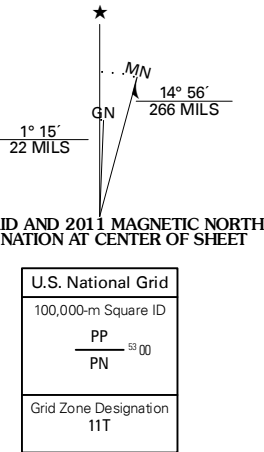 MN
GN
14° 56´
266 MILS
1° 15´
22 MILS
ID AND 2011 MAGNETIC NORTH
NATION AT CENTER OF SHEET
U.S. National Grid
100,000-m Square ID
PP
53 00
PN
Grid Zone Designation
11T